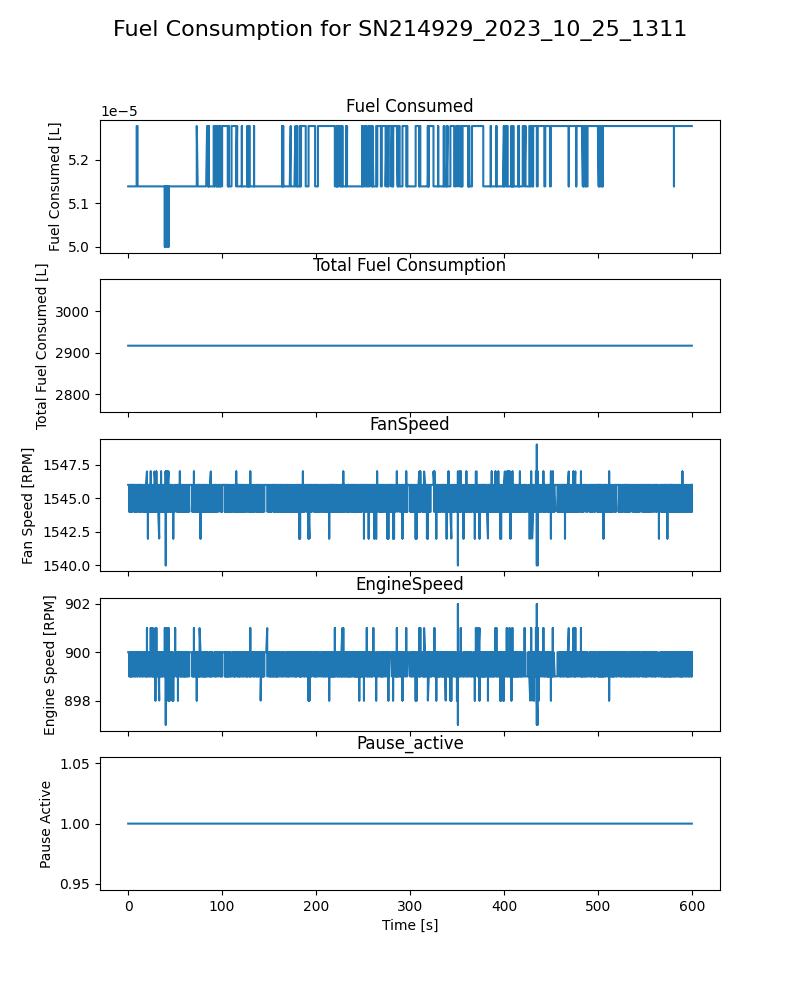 Fuel Consumption for SN214929_2023_10_25_1311
1e−5
Fuel Consumed
Fuel Consumed [L]
5.2
5.1
5.0
Total Fuel Consumption
Total Fuel Consumed [L]
3000
2900
2800
FanSpeed
Fan Speed [RPM]
1547.5
1545.0
1542.5
1540.0
EngineSpeed
Engine Speed [RPM]
902
900
898
Pause_active
Pause Active
1.05
1.00
0.95
0 100 200 300 400 500 600
Time [s]